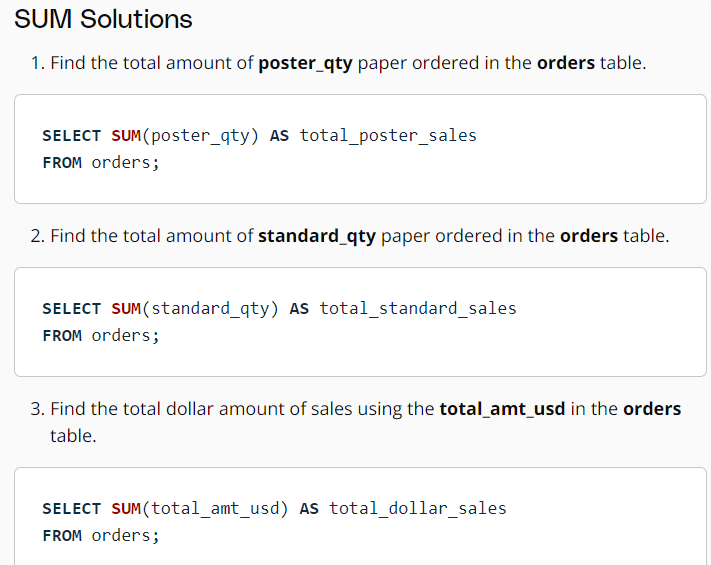 SUM Solutions
1. Find the total amount of poster_qty paper ordered in the orders table.
SELECT SUM(poster_qty) AS total_poster_sales
FROM orders;
2. Find the total amount of standard_qty paper ordered in the orders table.
SELECT SUM(standard_qty) AS total_standard_sales
FROM orders;
3. Find the total dollar amount of sales using the total_amt_usd in the orders
table.
SELECT SUM(total_amt_usd) AS total_dollar_sales
FROM orders;